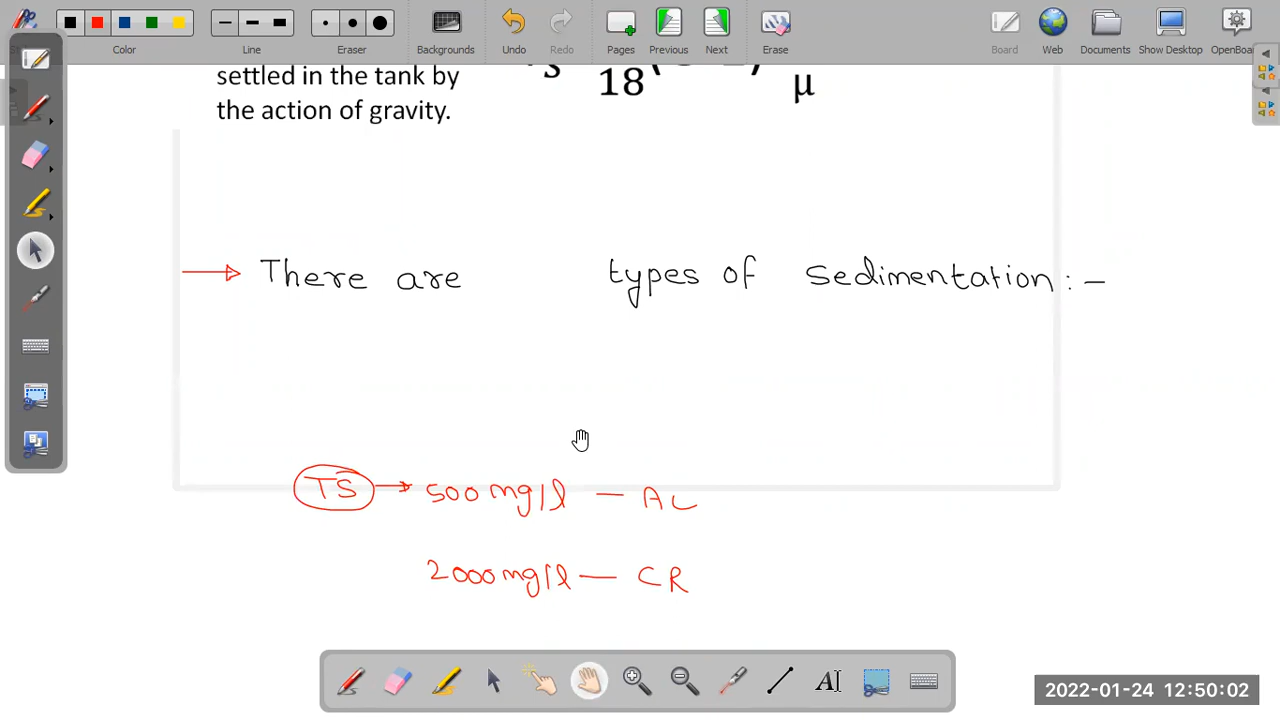 Color
Line
Eraser
Backgrounds
Undo
Redo
Pages
Previous
Next
Erase
Board
Web
Documents
Show Desktop
OpenBoa
settled in the tank by
the action of gravity.
18
μ
There are types of sedimentation:-
TS → 500 mg/l — AL
2000 mg/l — CR
2022-01-24 12:50:02